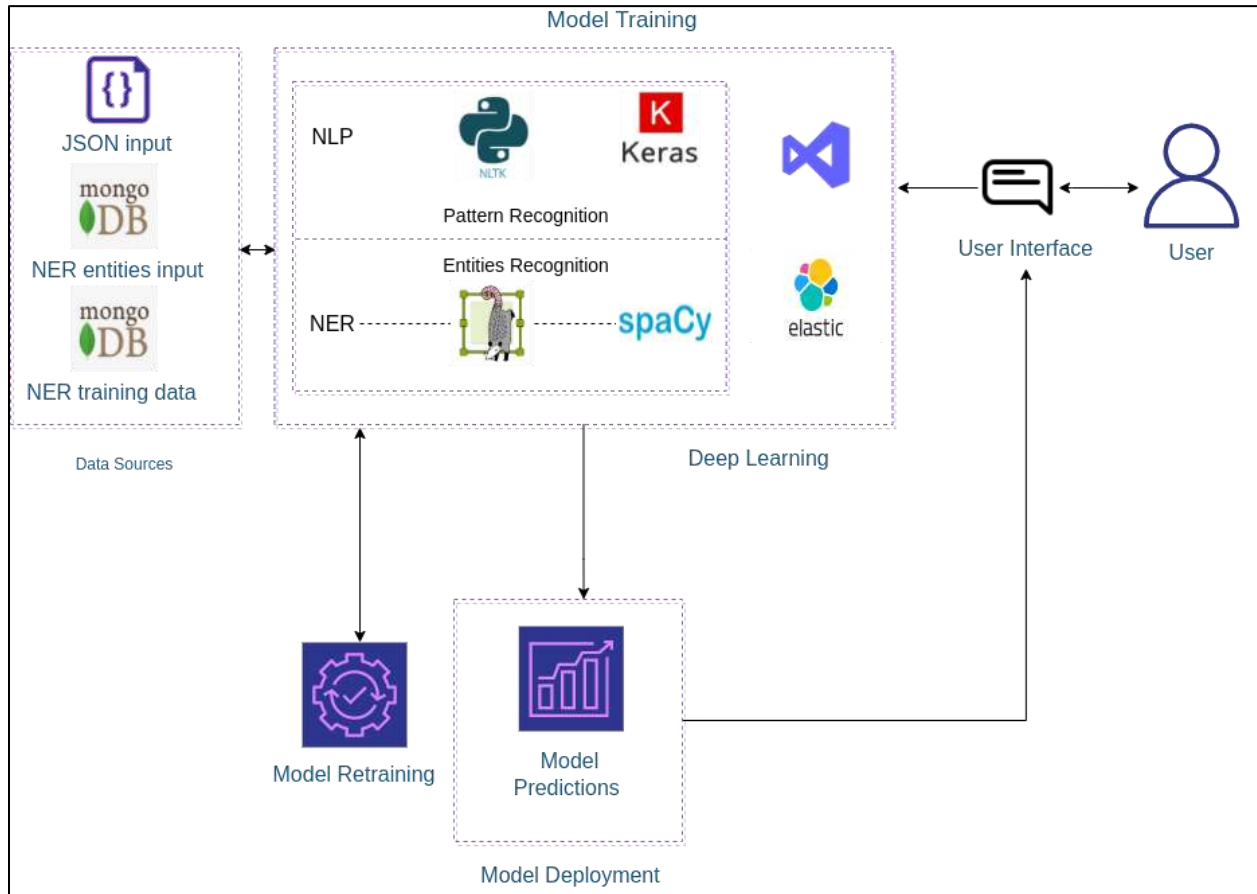 Model Training
{}
JSON input
mongo
DB
NER entities input
mongo
DB
NER training data
Data Sources
NLP
NLTK
K
Keras
Pattern Recognition
Entities Recognition
NER
spaCy
elastic
Deep Learning
User Interface
User
Model Retraining
Model
Predictions
Model Deployment